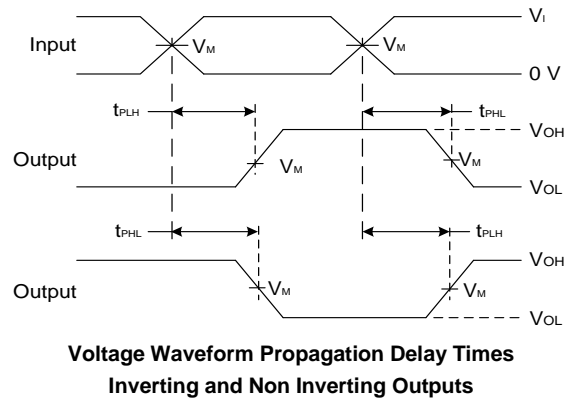 Input
VM
VM
VI
0 V
tPLH
tPHL
Output
VM
VM
VOH
VOL
tPHL
tPLH
Output
VM
VM
VOH
VOL
Voltage Waveform Propagation Delay Times
Inverting and Non Inverting Outputs